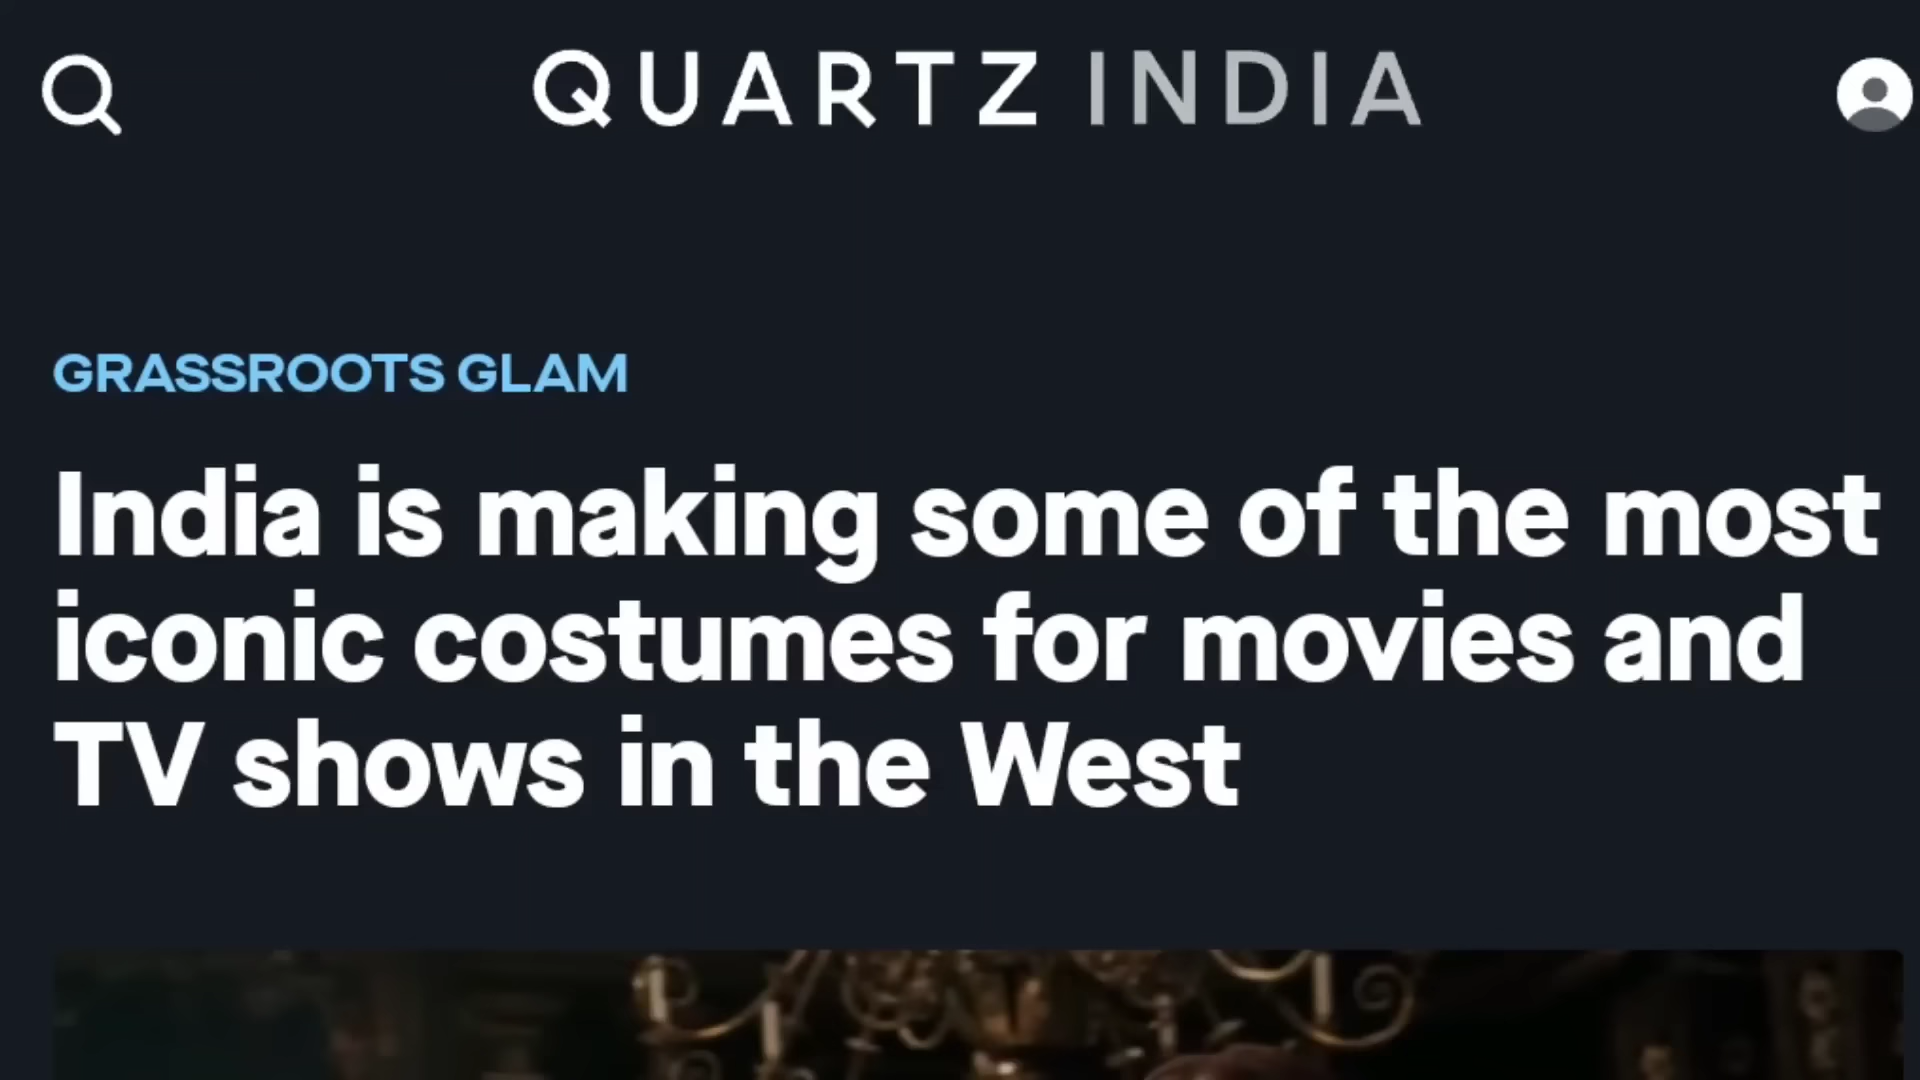 QUARTZ INDIA
GRASSROOTS GLAM
India is making some of the most
iconic costumes for movies and
TV shows in the West